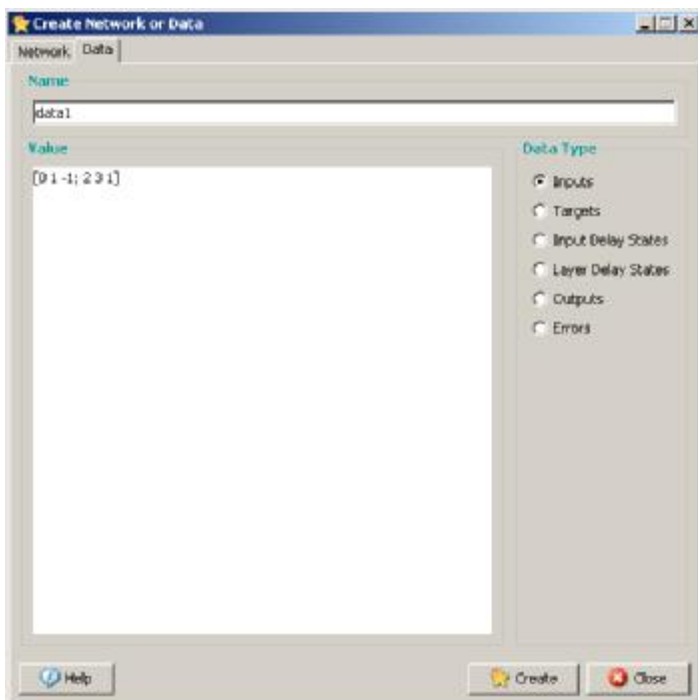 Create Network or Data
Network Data
Name
data1
Value
[0 1 -1; 2 3 1]
Data Type
Inputs
Targets
Input Delay States
Layer Delay States
Outputs
Errors
Help
Create
Close